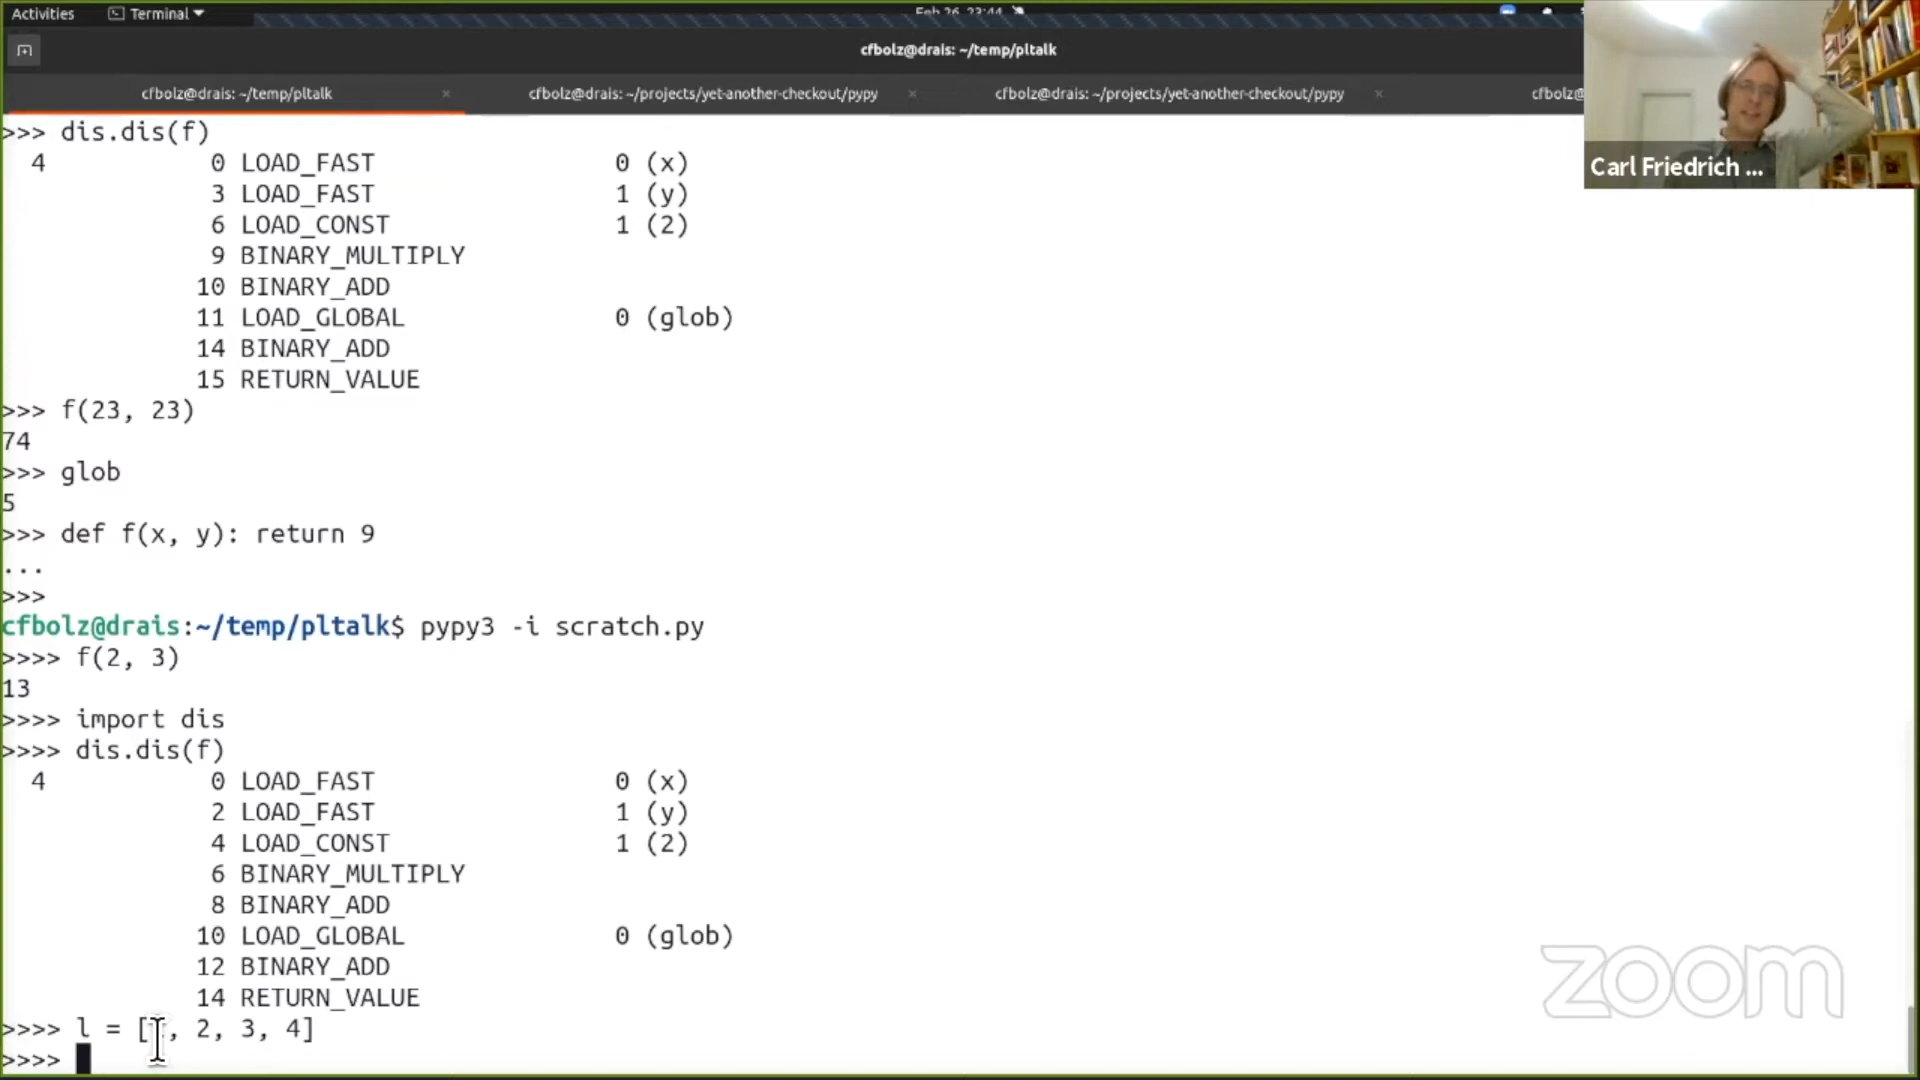 Activities Terminal Feb 26, 23:44
cfbolz@drais: ~/temp/pltalk
cfbolz@drais: ~/temp/pltalk × cfbolz@drais: ~/projects/yet-another-checkout/pypy × cfbolz@drais: ~/projects/yet-another-checkout/pypy × cfbolz@
Carl Friedrich ...
>>> dis.dis(f)
4 0 LOAD_FAST 0 (x)
3 LOAD_FAST 1 (y)
6 LOAD_CONST 1 (2)
9 BINARY_MULTIPLY
10 BINARY_ADD
11 LOAD_GLOBAL 0 (glob)
14 BINARY_ADD
15 RETURN_VALUE
>>> f(23, 23)
74
>>> glob
5
>>> def f(x, y): return 9
...
>>>
cfbolz@drais:~/temp/pltalk$ pypy3 -i scratch.py
>>>> f(2, 3)
13
>>>> import dis
>>>> dis.dis(f)
4 0 LOAD_FAST 0 (x)
2 LOAD_FAST 1 (y)
4 LOAD_CONST 1 (2)
6 BINARY_MULTIPLY
8 BINARY_ADD
10 LOAD_GLOBAL 0 (glob)
12 BINARY_ADD
14 RETURN_VALUE
>>>> l = [ , 2, 3, 4]
>>>>
zoom